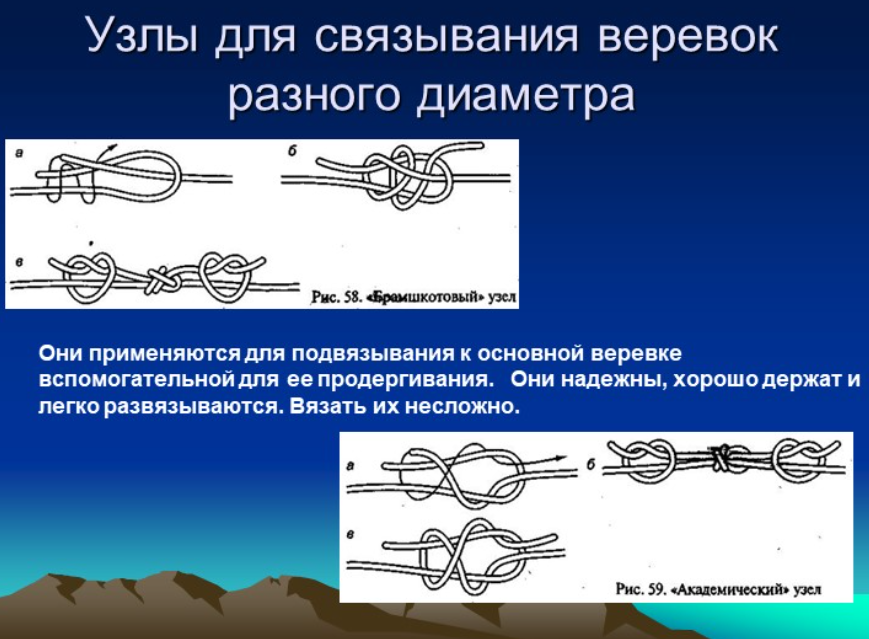 Узлы для связывания веревок
разного диаметра
а
б
в
Рис. 58. «Брамшкотовый» узел
Они применяются для подвязывания к основной веревке
вспомогательной для ее продергивания. Они надежны, хорошо держат и
легко развязываются. Вязать их несложно.
а
б
в
Рис. 59. «Академический» узел